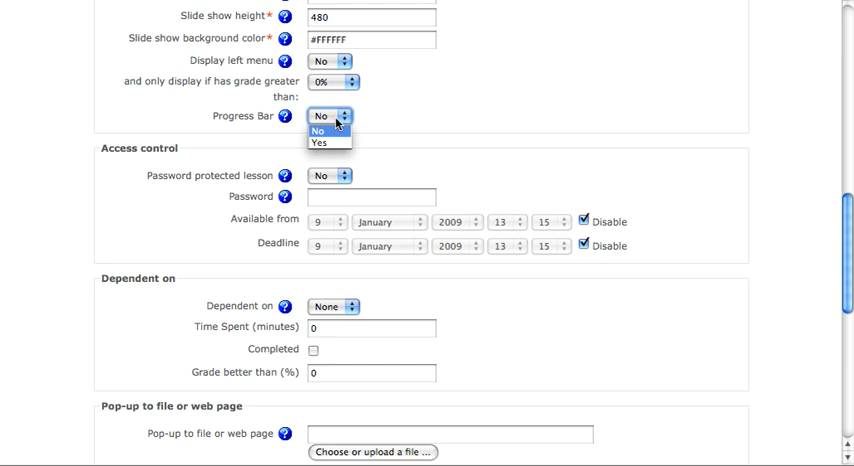 Slide show height* ? 480
Slide show background color* ? #FFFFFF
Display left menu ? No
and only display if has grade greater ? 0%
than:
Progress Bar ? No
No
Yes
Access control
Password protected lesson ? No
Password ?
Available from 9 January 2009 13 15 Disable
Deadline 9 January 2009 13 15 Disable
Dependent on
Dependent on ? None
Time Spent (minutes) 0
Completed
Grade better than (%) 0
Pop-up to file or web page
Pop-up to file or web page ?
Choose or upload a file ...